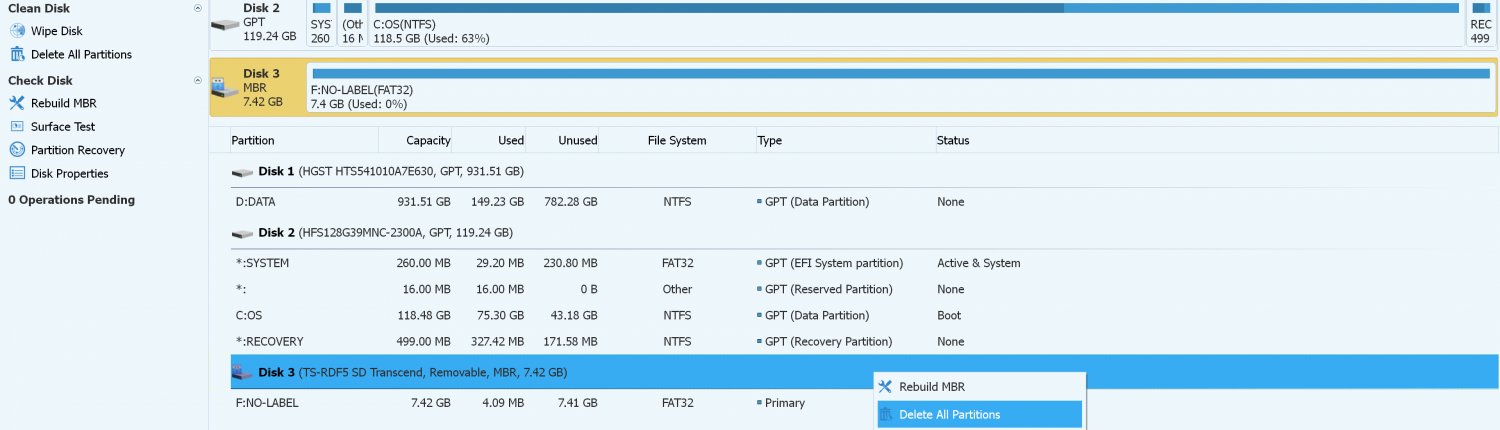 Clean Disk
Wipe Disk
Delete All Partitions
Check Disk
Rebuild MBR
Surface Test
Partition Recovery
Disk Properties
0 Operations Pending
Disk 2
GPT
119.24 GB
SYS
260
(Oth
16 M
C:OS(NTFS)
118.5 GB (Used: 63%)
REC
499
Disk 3
MBR
7.42 GB
F:NO-LABEL(FAT32)
7.4 GB (Used: 0%)
Partition Capacity Used Unused File System Type Status
Disk 1 (HGST HTS541010A7E630, GPT, 931.51 GB)
D:DATA 931.51 GB 149.23 GB 782.28 GB NTFS GPT (Data Partition) None
Disk 2 (HFS128G39MNC-2300A, GPT, 119.24 GB)
*:SYSTEM 260.00 MB 29.20 MB 230.80 MB FAT32 GPT (EFI System partition) Active & System
*: 16.00 MB 16.00 MB 0 B Other GPT (Reserved Partition) None
C:OS 118.48 GB 75.30 GB 43.18 GB NTFS GPT (Data Partition) Boot
*:RECOVERY 499.00 MB 327.42 MB 171.58 MB NTFS GPT (Recovery Partition) None
Disk 3 (TS-RDF5 SD Transcend, Removable, MBR, 7.42 GB)
F:NO-LABEL 7.42 GB 4.09 MB 7.41 GB FAT32 Primary
Rebuild MBR
Delete All Partitions